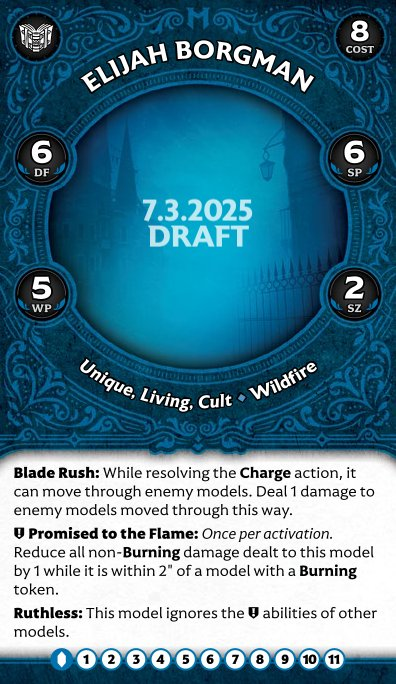 8
COST
ELIJAH BORGMAN
6
DF
6
SP
7.3.2025
DRAFT
5
WP
2
SZ
Unique, Living, Cult ◆ Wildfire
Blade Rush: While resolving the Charge action, it
can move through enemy models. Deal 1 damage to
enemy models moved through this way.
Promised to the Flame: Once per activation.
Reduce all non-Burning damage dealt to this model
by 1 while it is within 2" of a model with a Burning
token.
Ruthless: This model ignores the abilities of other
models.
1 2 3 4 5 6 7 8 9 10 11